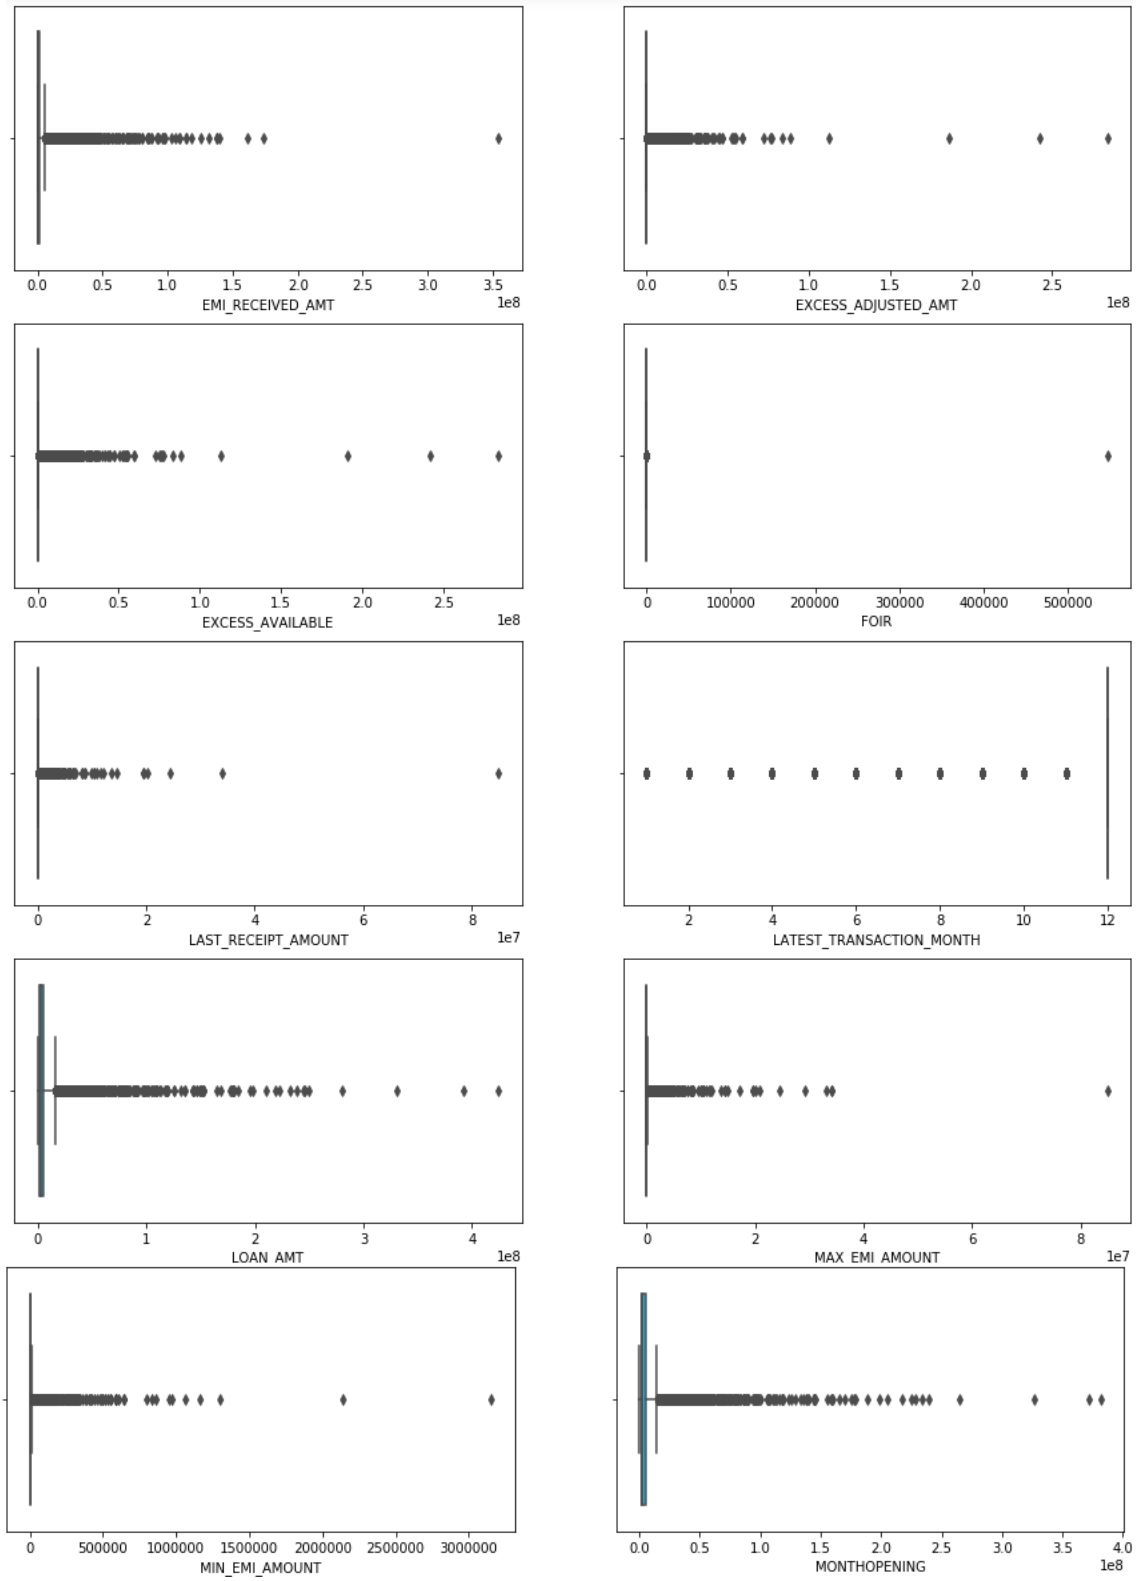 0.0 0.5 1.0 1.5 2.0 2.5 3.0 3.5
EMI_RECEIVED_AMT 1e8
0.0 0.5 1.0 1.5 2.0 2.5
EXCESS_ADJUSTED_AMT 1e8
0.0 0.5 1.0 1.5 2.0 2.5
EXCESS_AVAILABLE 1e8
0 100000 200000 300000 400000 500000
FOIR
0 2 4 6 8
LAST_RECEIPT_AMOUNT 1e7
2 4 6 8 10 12
LATEST_TRANSACTION_MONTH
0 1 2 3 4
LOAN_AMT 1e8
0 2 4 6 8
MAX_EMI_AMOUNT 1e7
0 500000 1000000 1500000 2000000 2500000 3000000
MIN_EMI_AMOUNT
0.0 0.5 1.0 1.5 2.0 2.5 3.0 3.5 4.0
MONTHOPENING 1e8